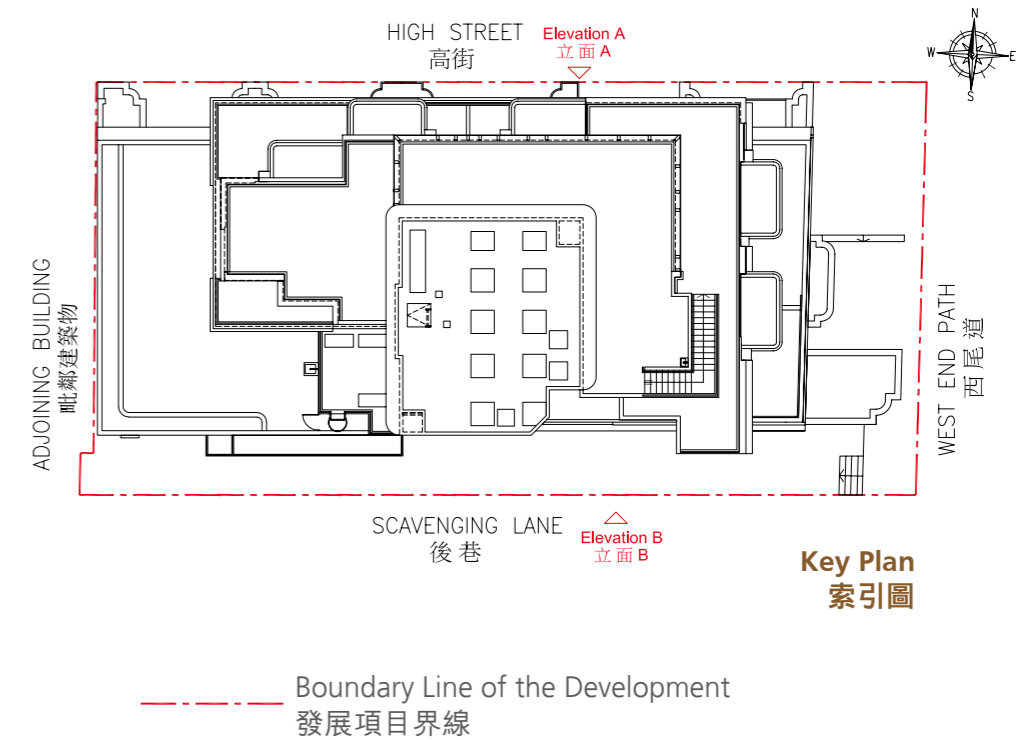 HIGH STREET
高街
Elevation A
立面 A
N
W
E
S
ADJOINING BUILDING
毗鄰建築物
WEST END PATH
西尾道
SCAVENGING LANE
後巷
Elevation B
立面 B
Key Plan
索引圖
Boundary Line of the Development
發展項目界線